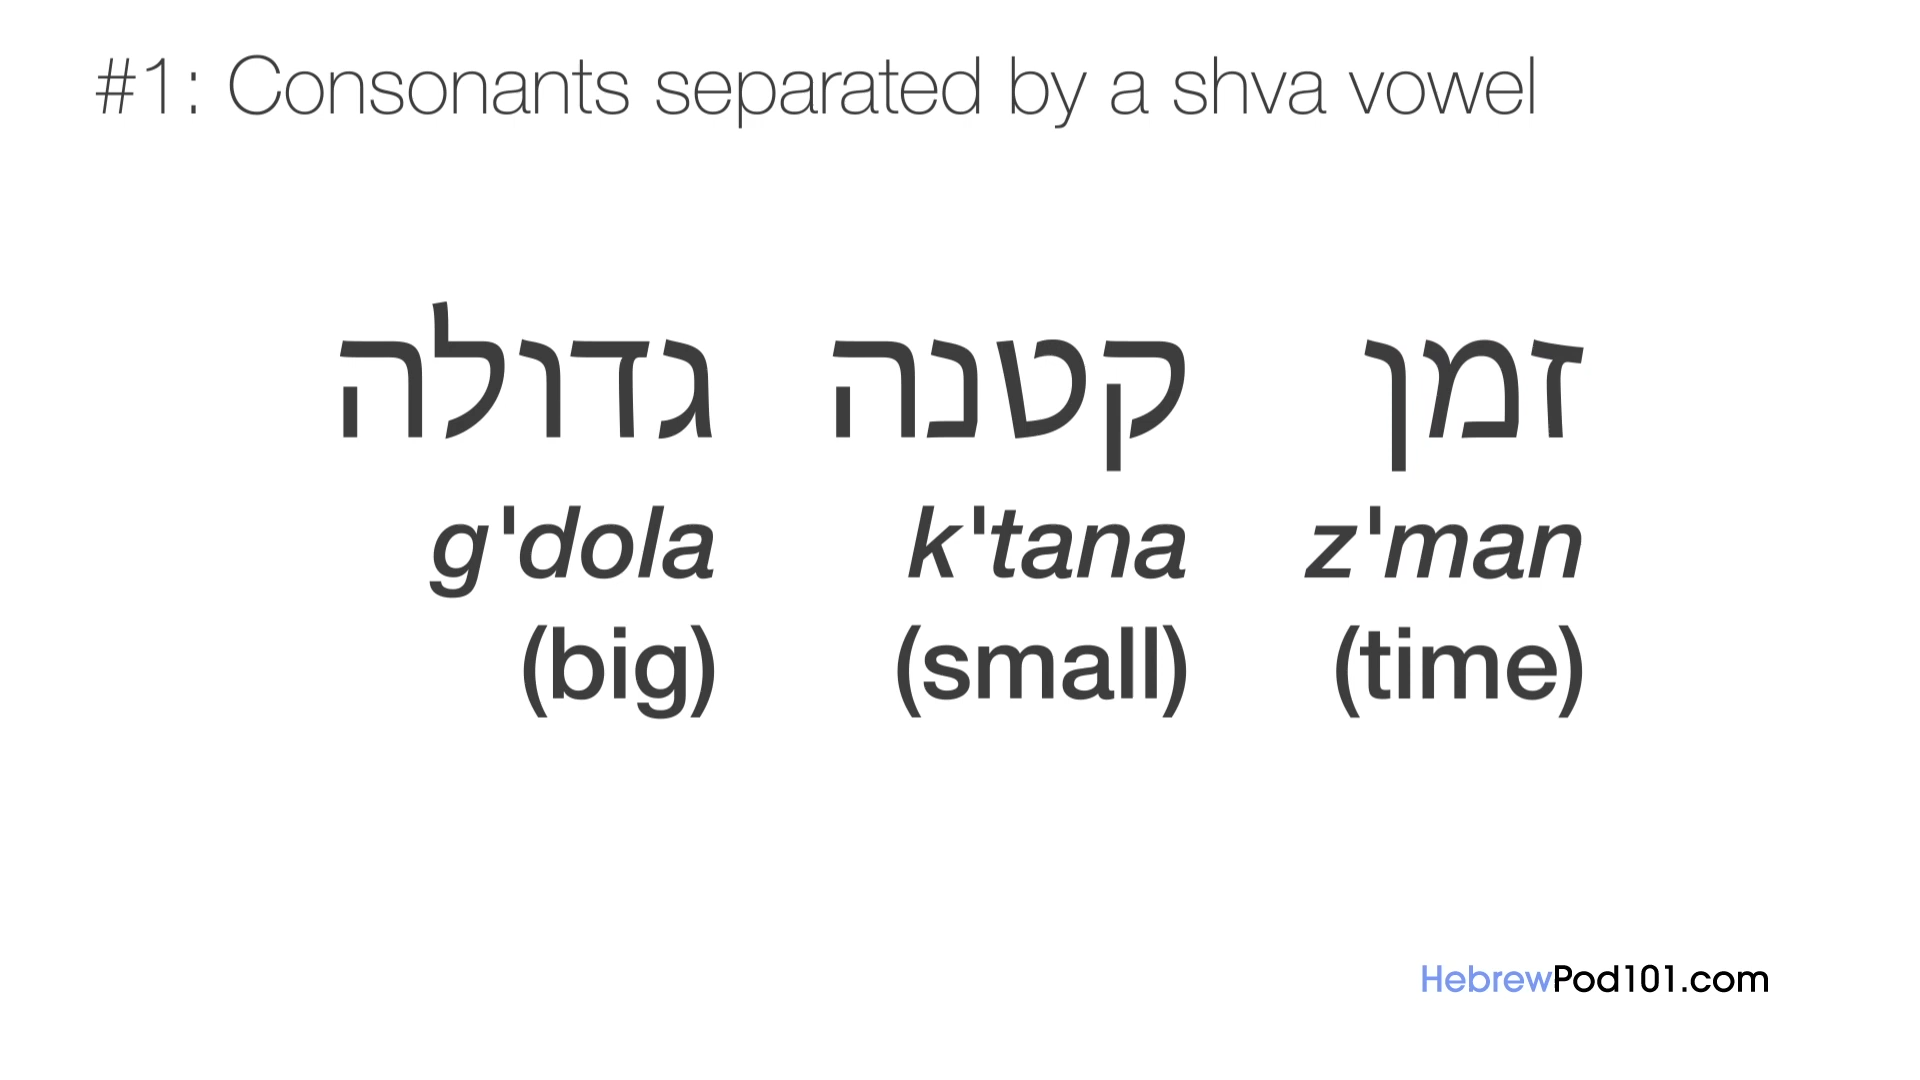 #1: Consonants separated by a shva vowel
זמן קטנה גדולה
g'dola k'tana z'man
(big) (small) (time)
HebrewPod101.com